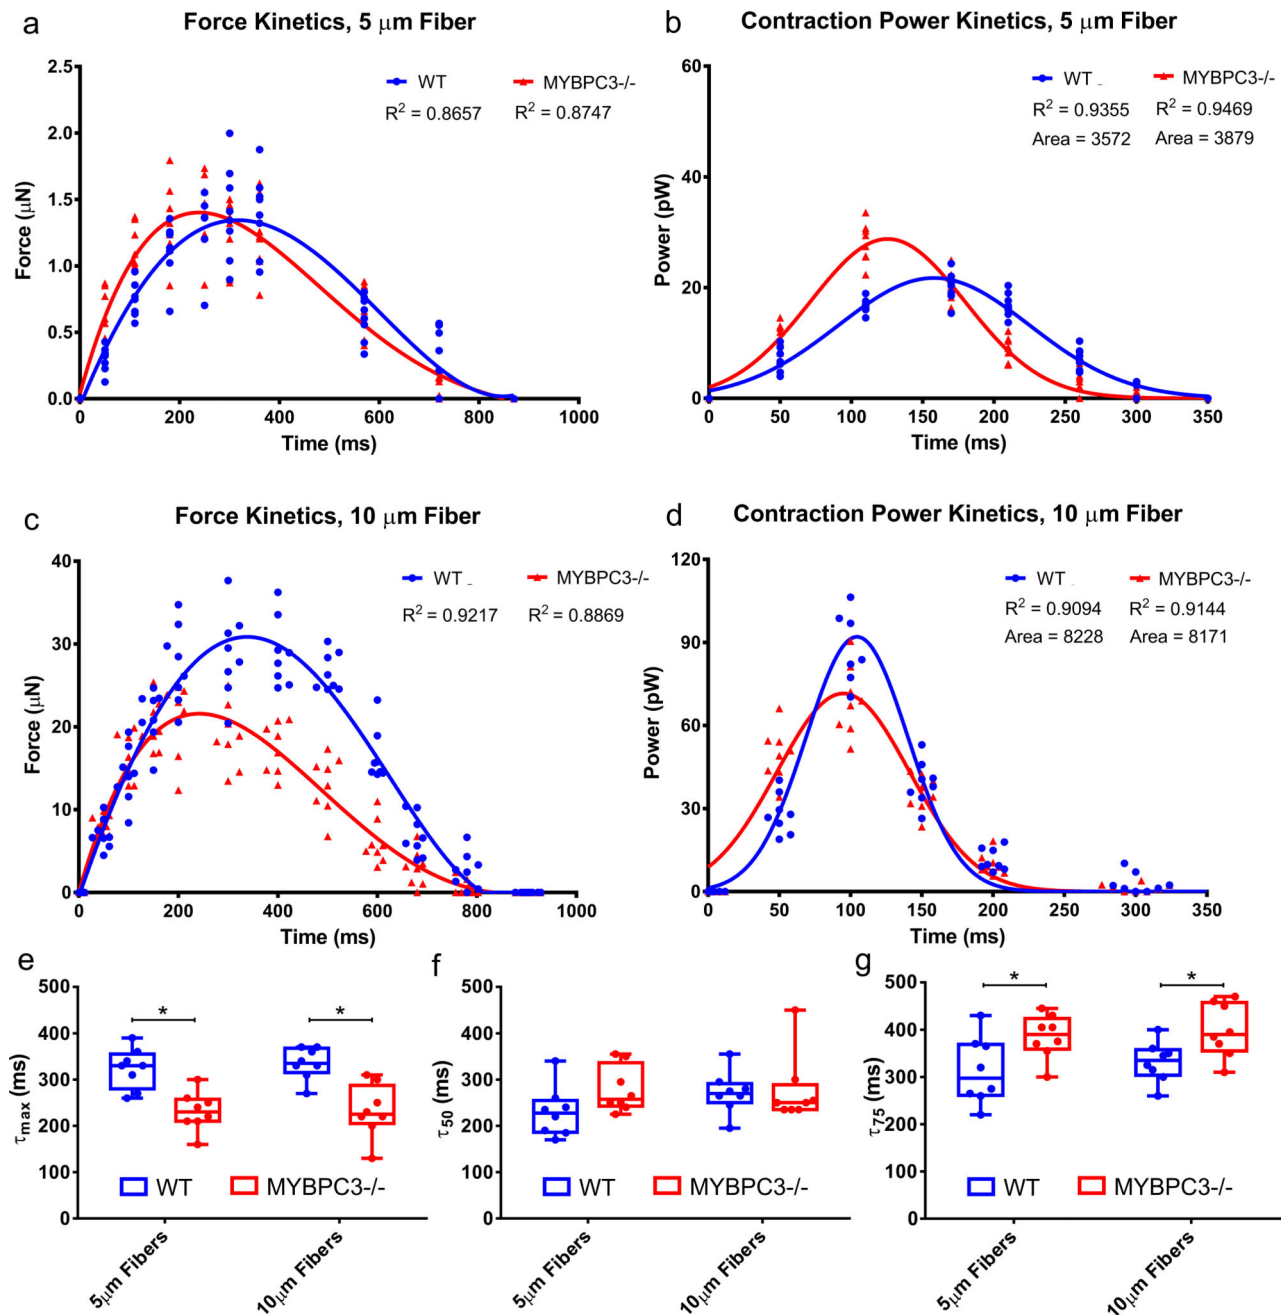 a Force Kinetics, 5 μm Fiber
Force (μN)
2.5
2.0
1.5
1.0
0.5
0.0
WT MYBPC3-/-
R² = 0.8657 R² = 0.8747
0 200 400 600 800 1000
Time (ms)
b Contraction Power Kinetics, 5 μm Fiber
Power (pW)
60
40
20
0
WT MYBPC3-/-
R² = 0.9355 R² = 0.9469
Area = 3572 Area = 3879
0 50 100 150 200 250 300 350
Time (ms)
c Force Kinetics, 10 μm Fiber
Force (μN)
40
30
20
10
0
WT MYBPC3-/-
R² = 0.9217 R² = 0.8869
0 200 400 600 800 1000
Time (ms)
d Contraction Power Kinetics, 10 μm Fiber
Power (pW)
120
90
60
30
0
WT MYBPC3-/-
R² = 0.9094 R² = 0.9144
Area = 8228 Area = 8171
0 50 100 150 200 250 300 350
Time (ms)
e
τmax (ms)
500
400
300
200
100
0
* *
WT MYBPC3-/-
5μm Fibers 10μm Fibers
f
τ50 (ms)
500
400
300
200
100
0
WT MYBPC3-/-
5μm Fibers 10μm Fibers
g
τ75 (ms)
500
400
300
200
100
0
* *
WT MYBPC3-/-
5μm Fibers 10μm Fibers